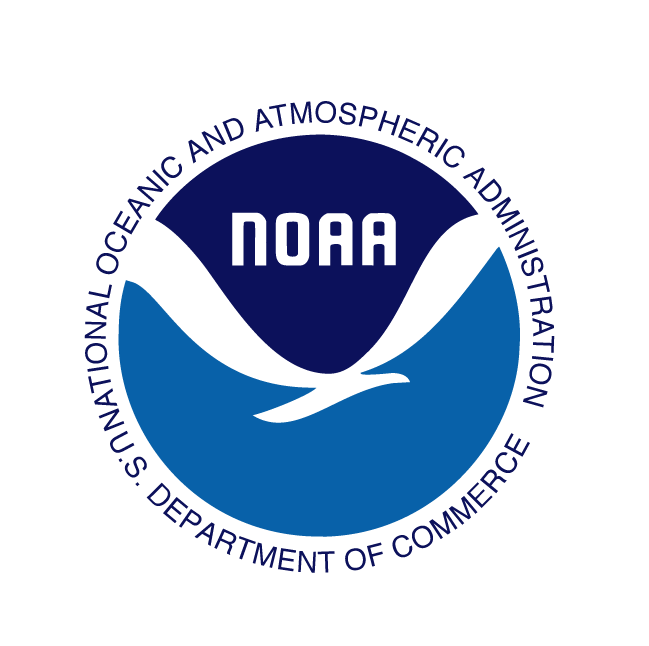 NATIONAL OCEANIC AND ATMOSPHERIC ADMINISTRATION
NOAA
U.S. DEPARTMENT OF COMMERCE